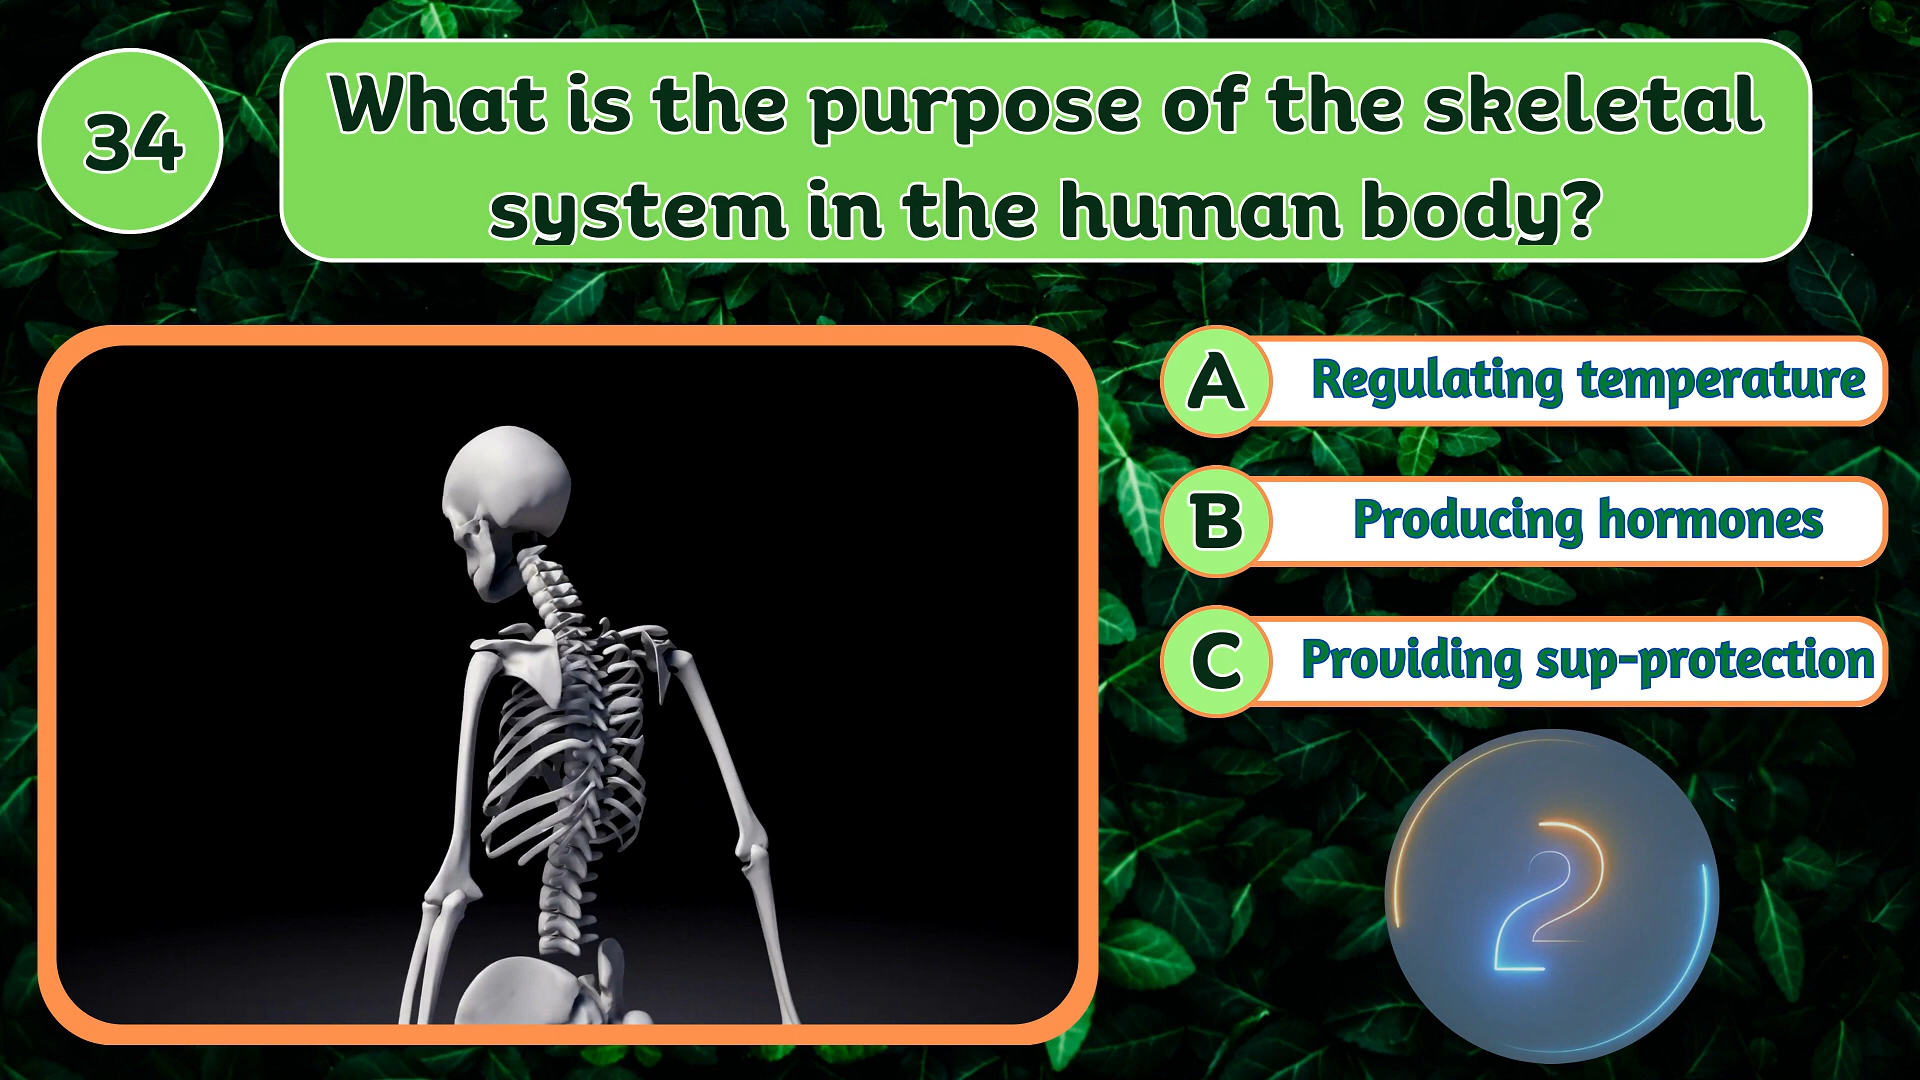 34
What is the purpose of the skeletal
system in the human body?
A
Regulating temperature
B
Producing hormones
C
Providing sup-protection
2